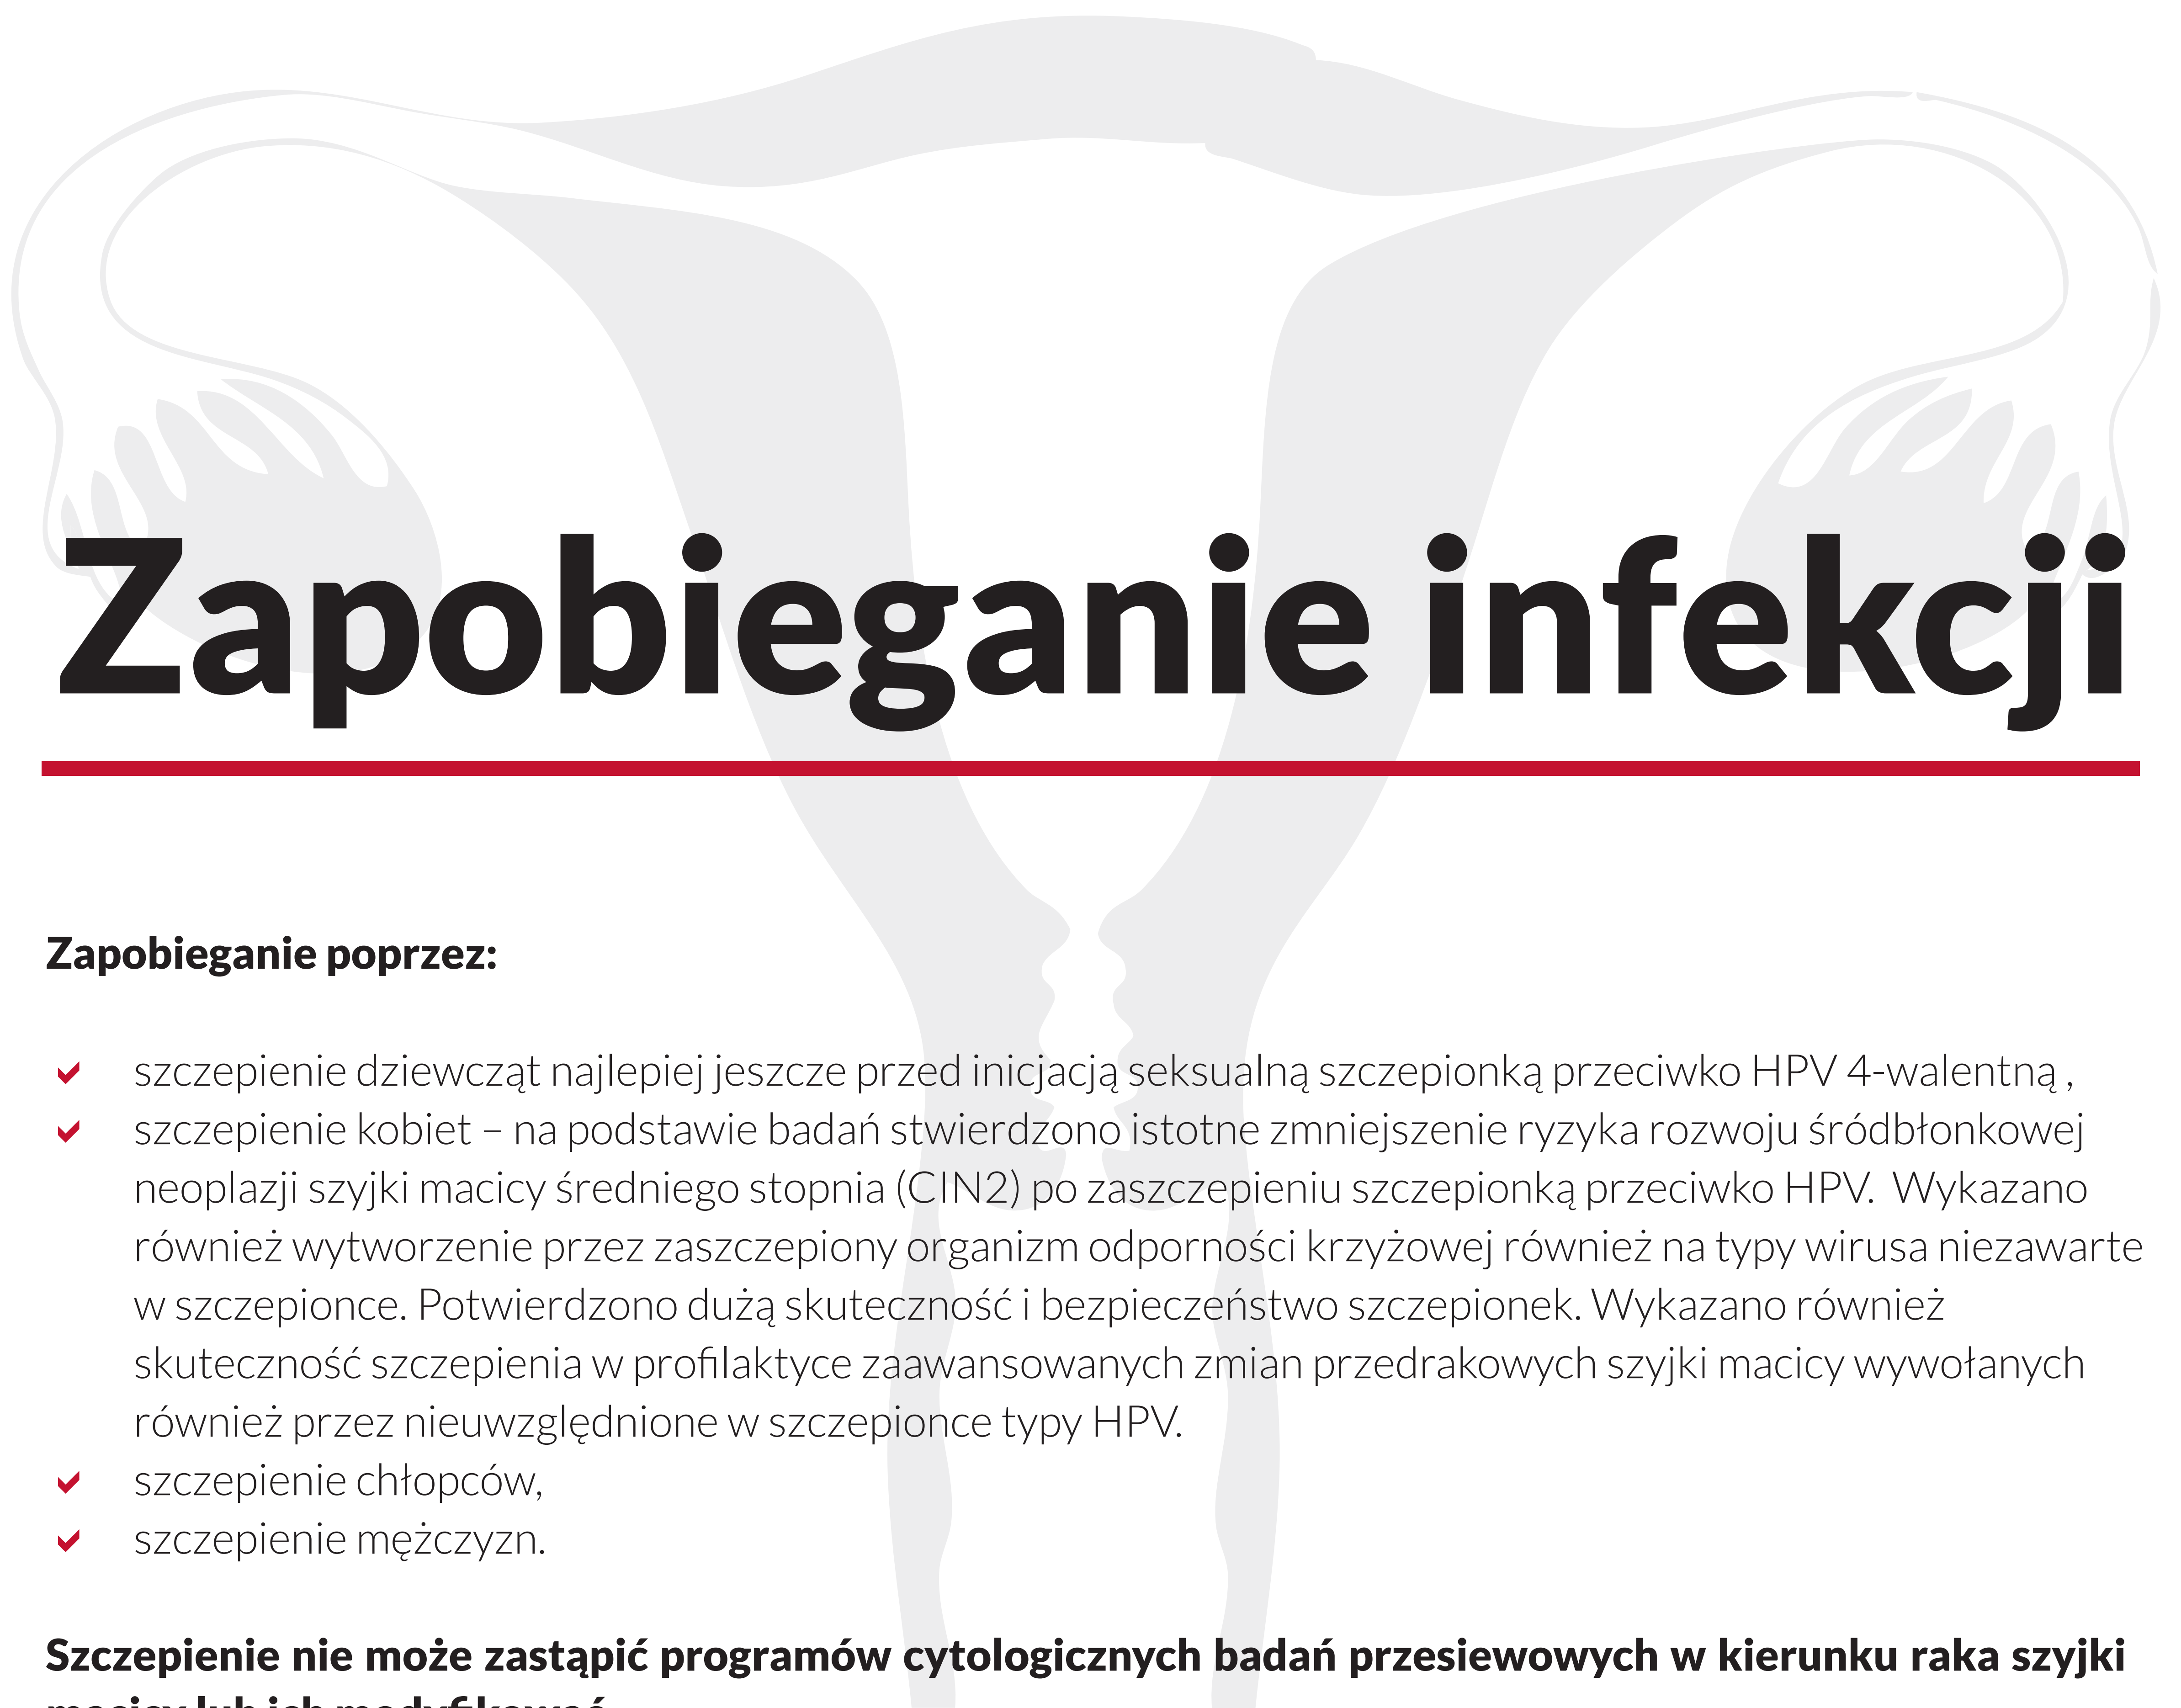 Zapobieganie infekcji
Zapobieganie poprzez:
szczepienie dziewcząt najlepiej jeszcze przed inicjacją seksualną szczepionką przeciwko HPV 4-walentną ,
szczepienie kobiet – na podstawie badań stwierdzono istotne zmniejszenie ryzyka rozwoju śródbłonkowej
neoplazji szyjki macicy średniego stopnia (CIN2) po zaszczepieniu szczepionką przeciwko HPV. Wykazano
również wytworzenie przez zaszczepiony organizm odporności krzyżowej również na typy wirusa niezawarte
w szczepionce. Potwierdzono dużą skuteczność i bezpieczeństwo szczepionek. Wykazano również
skuteczność szczepienia w profilaktyce zaawansowanych zmian przedrakowych szyjki macicy wywołanych
również przez nieuwzględnione w szczepionce typy HPV.
szczepienie chłopców,
szczepienie mężczyzn.
Szczepienie nie może zastąpić programów cytologicznych badań przesiewowych w kierunku raka szyjki
macicy lub ich modyfikować